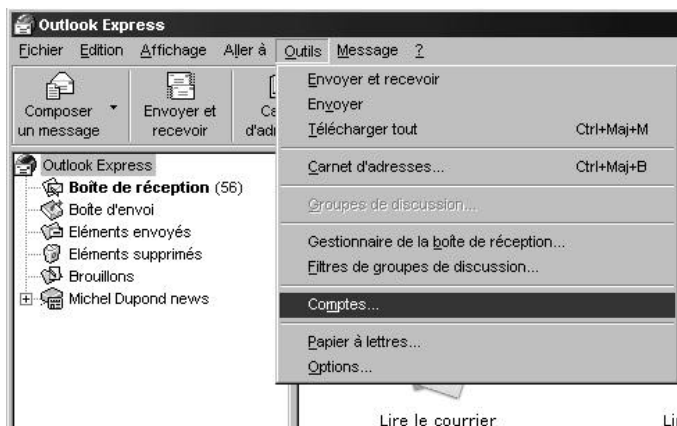 Outlook Express
Fichier Edition Affichage Aller à Outils Message ?
Composer
un message
Envoyer et
recevoir
Envoyer et recevoir
Envoyer
Télécharger tout Ctrl+Maj+M
Carnet d'adresses... Ctrl+Maj+B
Groupes de discussion...
Gestionnaire de la boîte de réception...
Filtres de groupes de discussion...
Comptes...
Papier à lettres...
Options...
Outlook Express
Boîte de réception (56)
Boîte d'envoi
Eléments envoyés
Eléments supprimés
Brouillons
Michel Dupond news
Lire le courrier